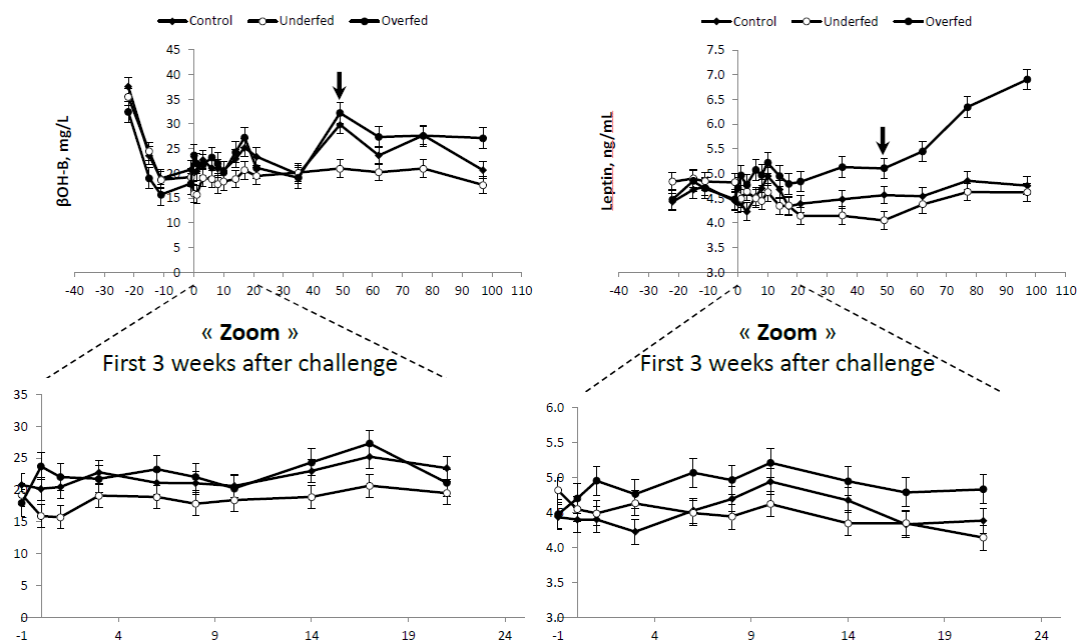 Control Underfed Overfed
βOH-B, mg/L
45
40
35
30
25
20
15
10
5
0
-40 -30 -20 -10 0 10 20 30 40 50 60 70 80 90 100 110
Control Underfed Overfed
Leptin, ng/mL
7.5
7.0
6.5
6.0
5.5
5.0
4.5
4.0
3.5
3.0
-40 -30 -20 -10 0 10 20 30 40 50 60 70 80 90 100 110
« Zoom »
First 3 weeks after challenge
« Zoom »
First 3 weeks after challenge
35
30
25
20
15
10
5
0
-1 4 9 14 19 24
6.0
5.5
5.0
4.5
4.0
3.5
3.0
-1 4 9 14 19 24